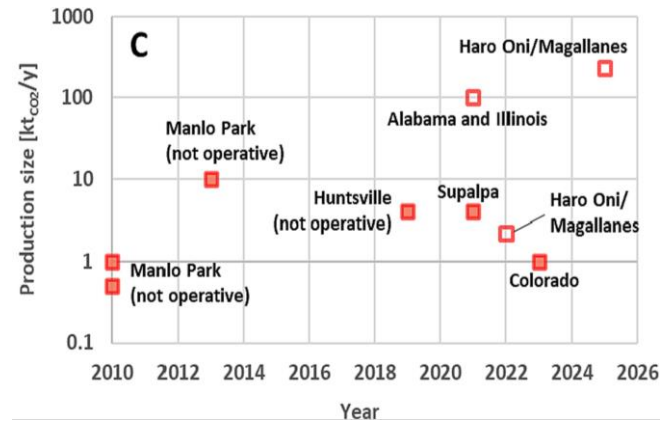 C
Production size [kt_CO2/y]
1000
100
10
1
0.1
Haro Oni/Magallanes
Alabama and Illinois
Manlo Park
(not operative)
Huntsville
(not operative)
Supalpa
Haro Oni/
Magallanes
Manlo Park
(not operative)
Colorado
2010 2012 2014 2016 2018 2020 2022 2024 2026
Year